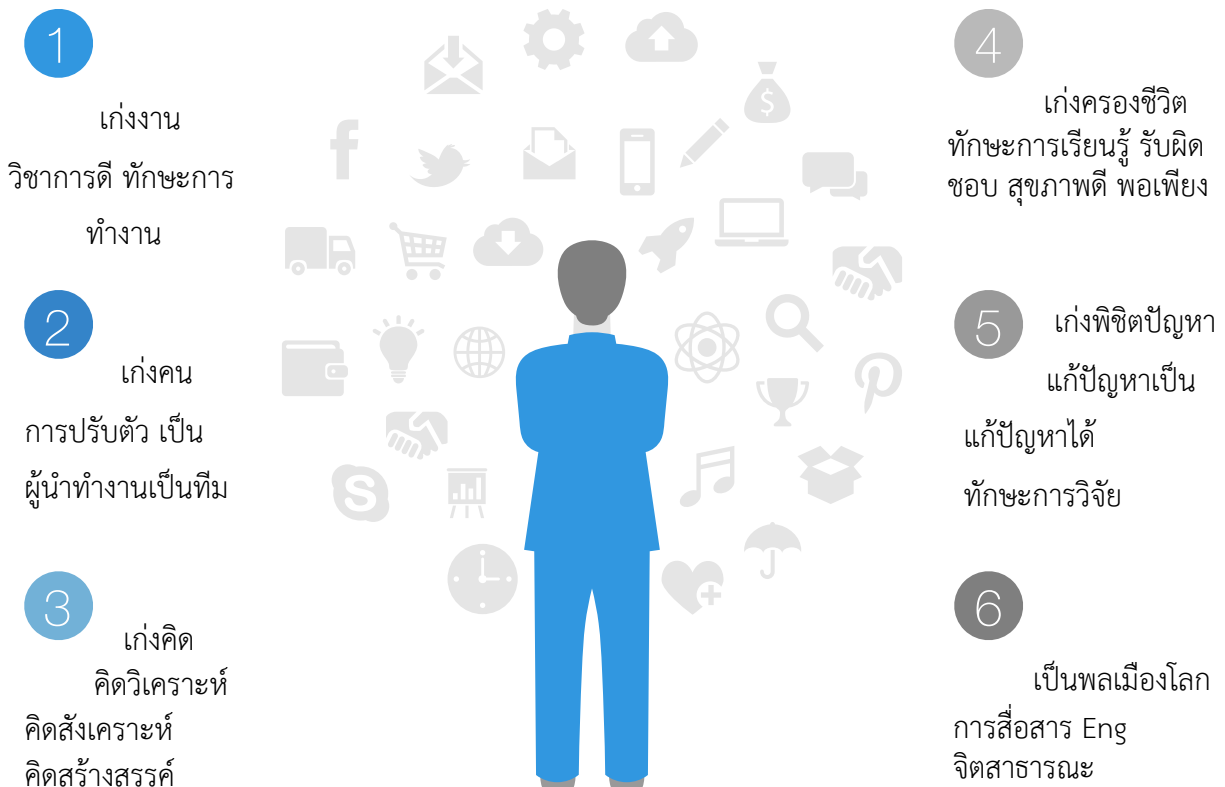 1
เก่งงาน
วิชาการดี ทักษะการ
ทำงาน
2
เก่งคน
การปรับตัว เป็น
ผู้นำทำงานเป็นทีม
3
เก่งคิด
คิดวิเคราะห์
คิดสังเคราะห์
คิดสร้างสรรค์
4
เก่งครองชีวิต
ทักษะการเรียนรู้ รับผิด
ชอบ สุขภาพดี พอเพียง
5
เก่งพิชิตปัญหา
แก้ปัญหาเป็น
แก้ปัญหาได้
ทักษะการวิจัย
6
เป็นพลเมืองโลก
การสื่อสาร Eng
จิตสาธารณะ